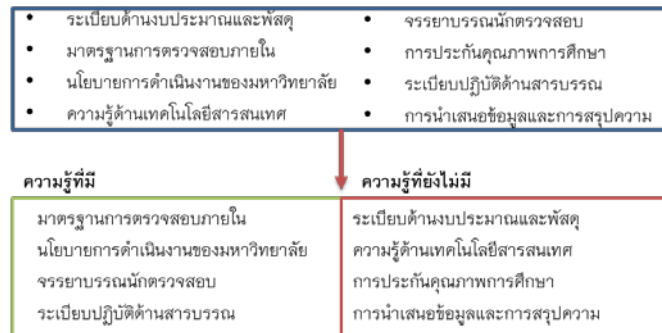 • ระเบียบด้านงบประมาณและพัสดุ
• มาตรฐานการตรวจสอบภายใน
• นโยบายการดำเนินงานของมหาวิทยาลัย
• ความรู้ด้านเทคโนโลยีสารสนเทศ
• จรรยาบรรณนักตรวจสอบ
• การประกันคุณภาพการศึกษา
• ระเบียบปฏิบัติด้านสารบรรณ
• การนำเสนอข้อมูลและการสรุปความ
ความรู้ที่มี
มาตรฐานการตรวจสอบภายใน
นโยบายการดำเนินงานของมหาวิทยาลัย
จรรยาบรรณนักตรวจสอบ
ระเบียบปฏิบัติด้านสารบรรณ
ความรู้ที่ยังไม่มี
ระเบียบด้านงบประมาณและพัสดุ
ความรู้ด้านเทคโนโลยีสารสนเทศ
การประกันคุณภาพการศึกษา
การนำเสนอข้อมูลและการสรุปความ